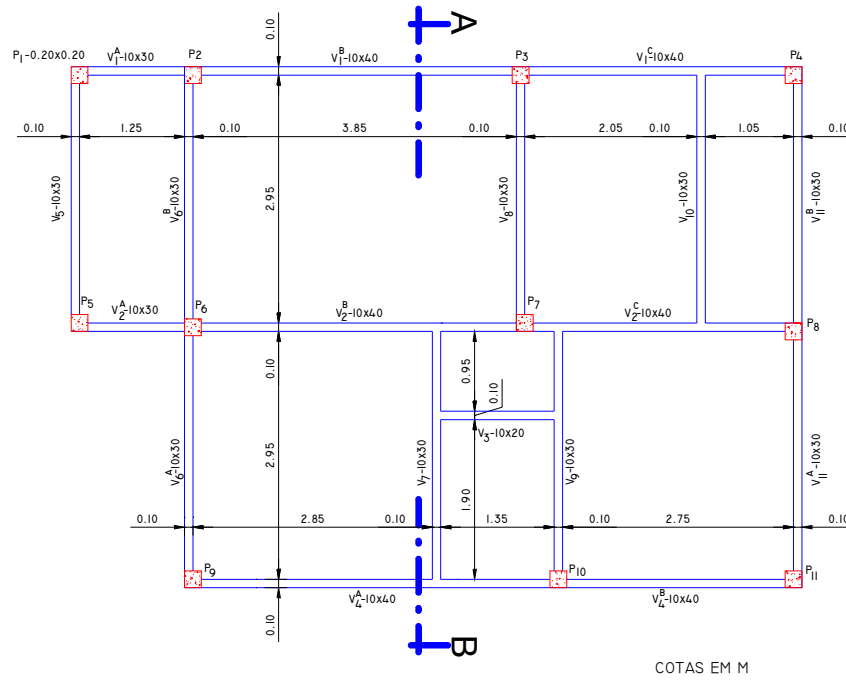 0.10
A
P1-0.20x0.20
V1A-10x30
P2
V1B-10x40
P3
V1C-10x40
P4
0.10
1.25
0.10
3.85
0.10
2.05
0.10
1.05
0.10
V5-10x30
V6B-10x30
2.95
V8-10x30
V10-10x30
V11B-10x30
P5
V2A-10x30
P6
V2B-10x40
P7
V2C-10x40
P8
0.10
0.95
0.10
V3-10x20
V6A-10x30
2.95
V7-10x30
1.90
V9-10x30
V11A-10x30
0.10
2.85
0.10
1.35
0.10
2.75
0.10
P9
V4A-10x40
P10
V4B-10x40
P11
0.10
B
COTAS EM M